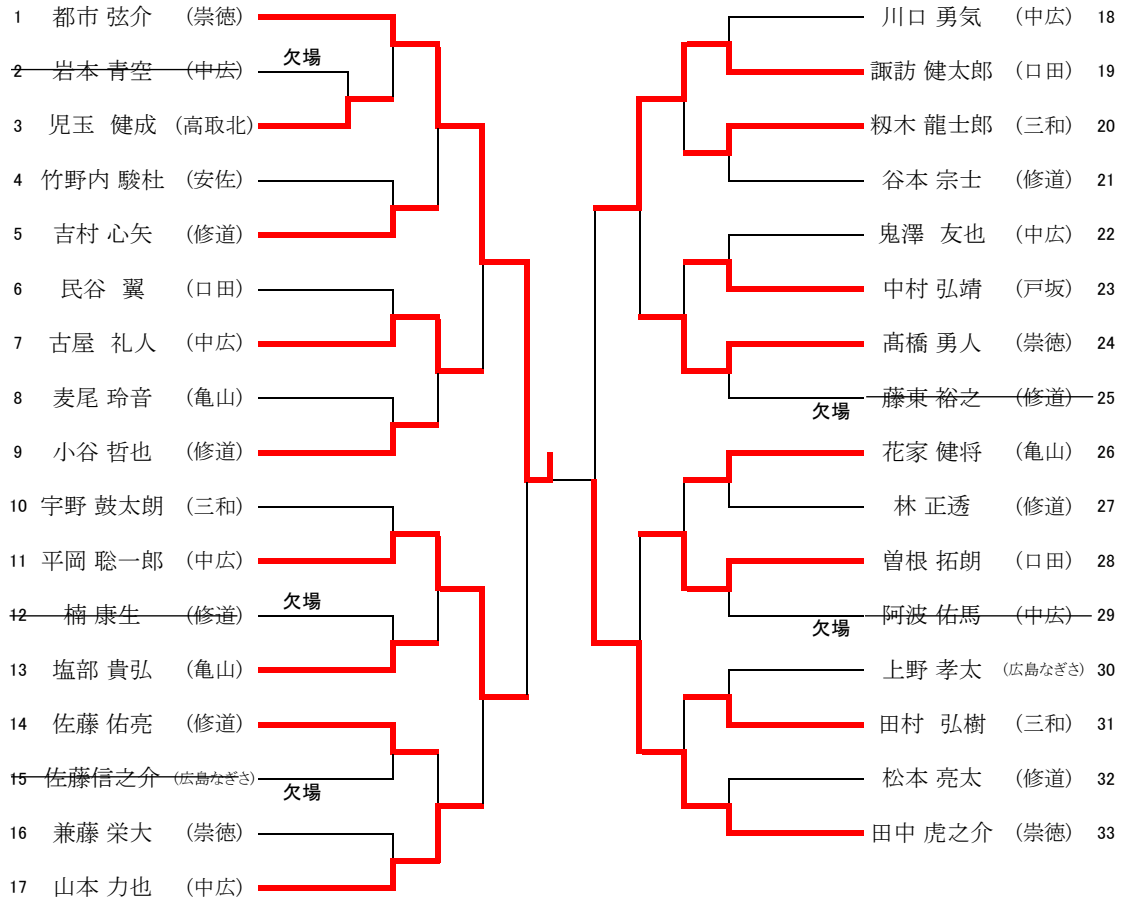 1 都市 弦介 (崇徳)
2 岩本 青空 (中広) 欠場
3 児玉 健成 (高取北)
4 竹野内 駿杜 (安佐)
5 吉村 心矢 (修道)
6 民谷 翼 (口田)
7 古屋 礼人 (中広)
8 麦尾 玲音 (亀山)
9 小谷 哲也 (修道)
10 宇野 鼓太朗 (三和)
11 平岡 聡一郎 (中広)
12 楠 康生 (修道) 欠場
13 塩部 貴弘 (亀山)
14 佐藤 佑亮 (修道)
15 佐藤信之介 (広島なぎさ) 欠場
16 兼藤 栄大 (崇徳)
17 山本 力也 (中広)
川口 勇気 (中広) 18
諏訪 健太郎 (口田) 19
籾木 龍士郎 (三和) 20
谷本 宗士 (修道) 21
鬼澤 友也 (中広) 22
中村 弘靖 (戸坂) 23
髙橋 勇人 (崇徳) 24
欠場 藤東 裕之 (修道) 25
花家 健将 (亀山) 26
林 正透 (修道) 27
曽根 拓朗 (口田) 28
欠場 阿波 佑馬 (中広) 29
上野 孝太 (広島なぎさ) 30
田村 弘樹 (三和) 31
松本 亮太 (修道) 32
田中 虎之介 (崇徳) 33